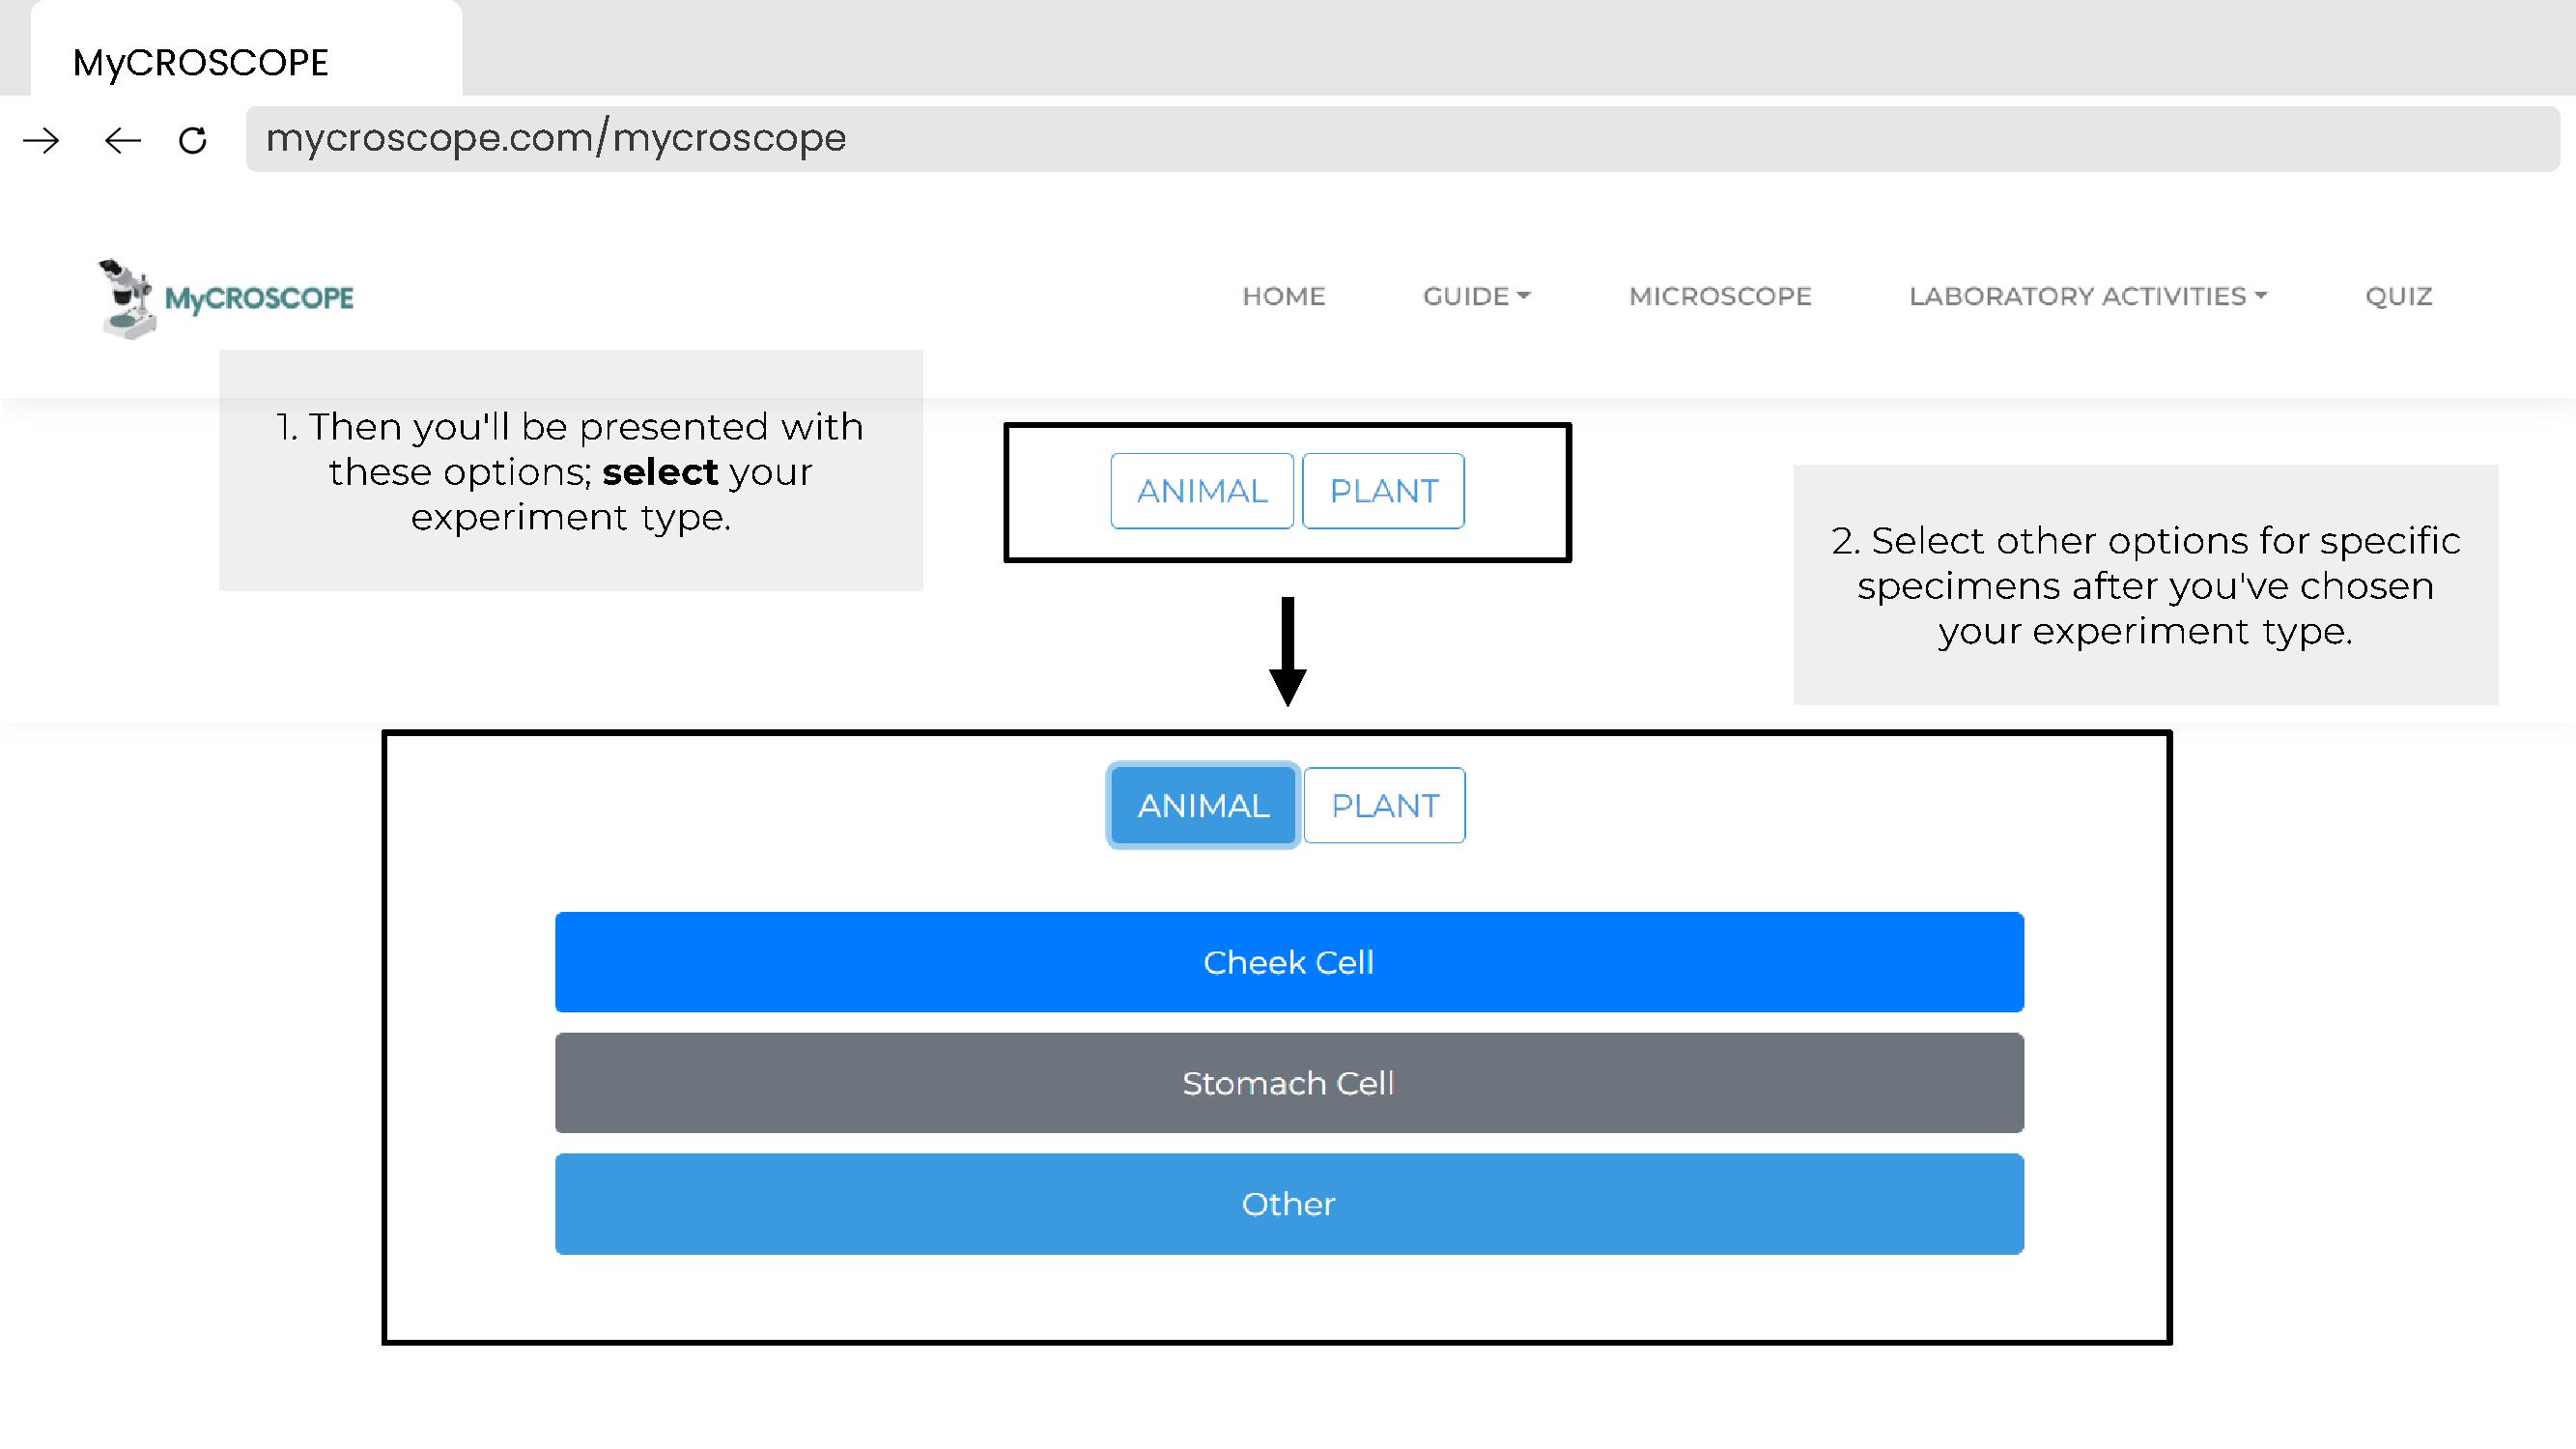 MyCROSCOPE
mycroscope.com/mycroscope
MyCROSCOPE
HOME
GUIDE
MICROSCOPE
LABORATORY ACTIVITIES
QUIZ
1. Then you'll be presented with
these options; select your
experiment type.
ANIMAL
PLANT
2. Select other options for specific
specimens after you've chosen
your experiment type.
ANIMAL
PLANT
Cheek Cell
Stomach Cell
Other